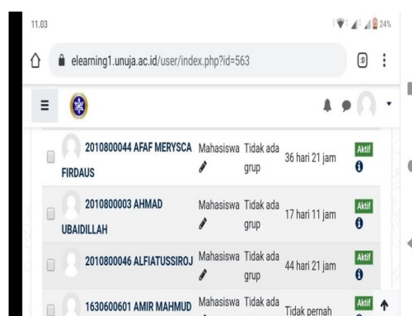 11.03
24%
elearning1.unuja.ac.id/user/index.php?id=563
2010800044 AFAF MERYSCA FIRDAUS Mahasiswa Tidak ada grup 36 hari 21 jam Aktif
2010800003 AHMAD UBAIDILLAH Mahasiswa Tidak ada grup 17 hari 11 jam Aktif
2010800046 ALFIATUSSIROJ Mahasiswa Tidak ada grup 44 hari 21 jam Aktif
1630600601 AMIR MAHMUD Mahasiswa Tidak ada Tidak pernah Aktif